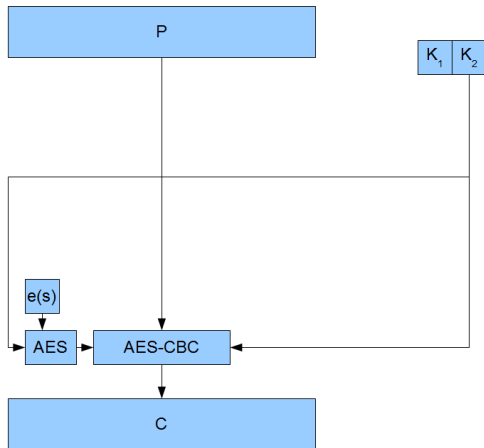 P
K₁ K₂
e(s)
AES AES-CBC
C